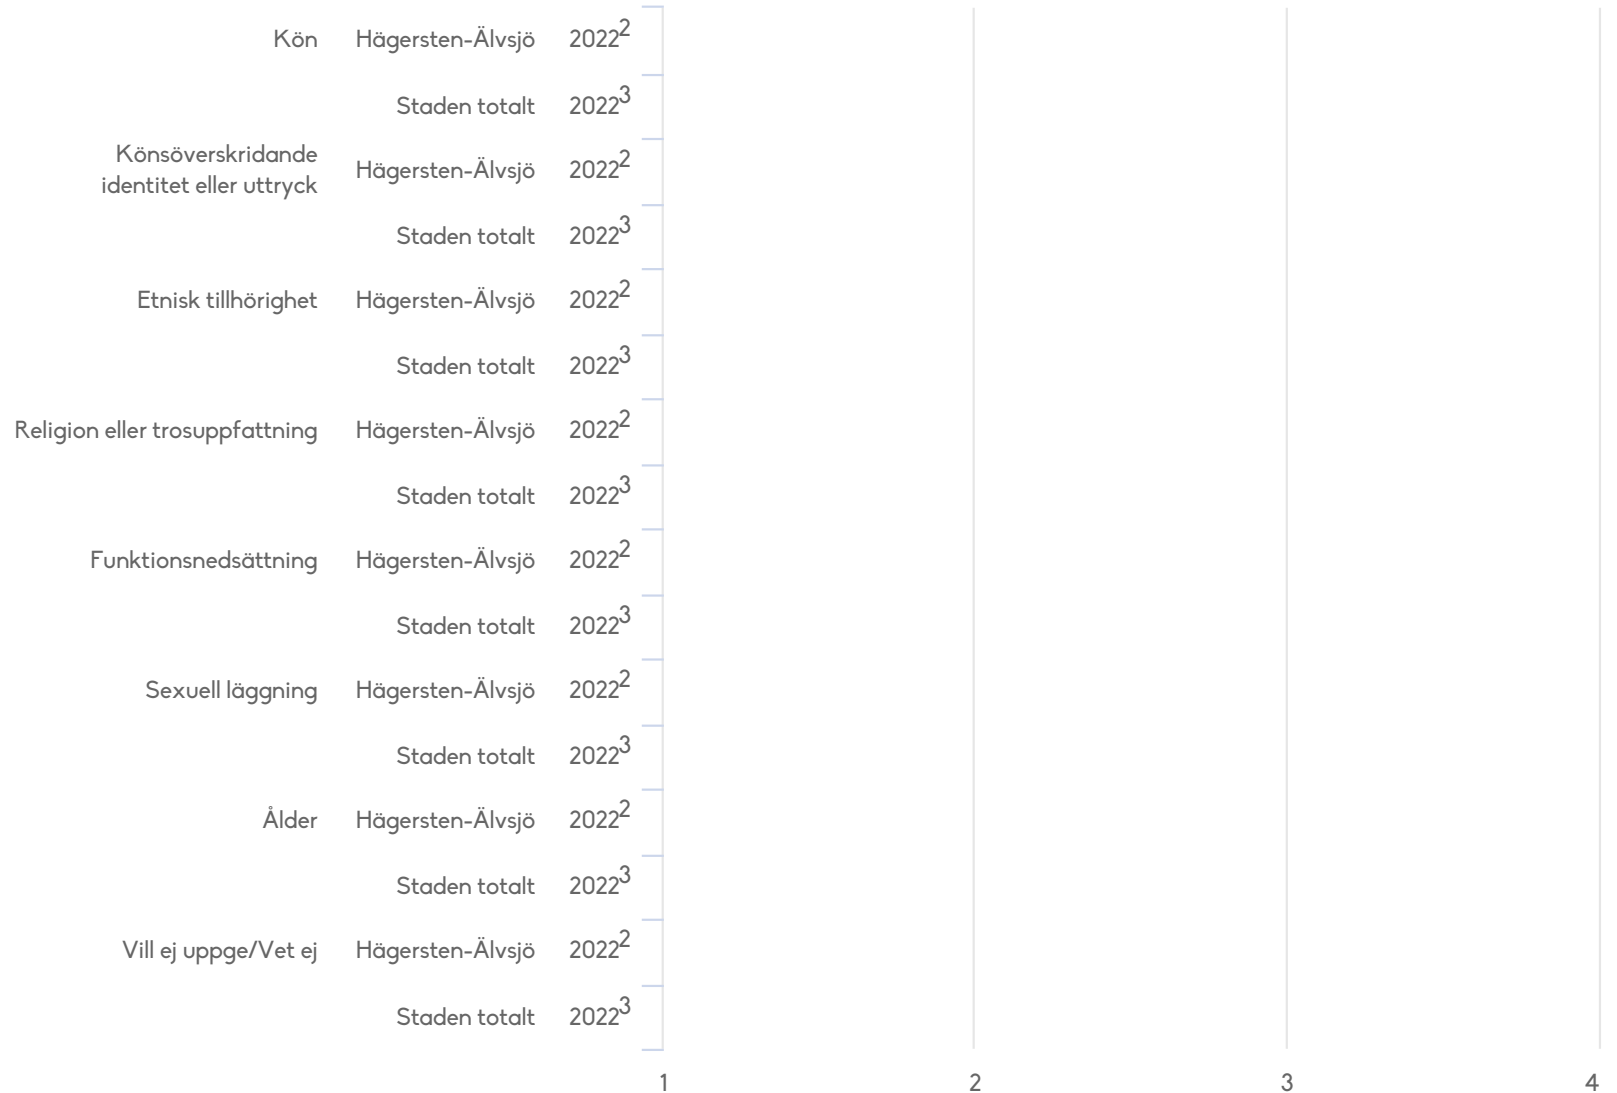 Kön Hägersten-Älvsjö 2022²
Staden totalt 2022³
Könsöverskridande
identitet eller uttryck Hägersten-Älvsjö 2022²
Staden totalt 2022³
Etnisk tillhörighet Hägersten-Älvsjö 2022²
Staden totalt 2022³
Religion eller trosuppfattning Hägersten-Älvsjö 2022²
Staden totalt 2022³
Funktionsnedsättning Hägersten-Älvsjö 2022²
Staden totalt 2022³
Sexuell läggning Hägersten-Älvsjö 2022²
Staden totalt 2022³
Ålder Hägersten-Älvsjö 2022²
Staden totalt 2022³
Vill ej uppge/Vet ej Hägersten-Älvsjö 2022²
Staden totalt 2022³
1 2 3 4